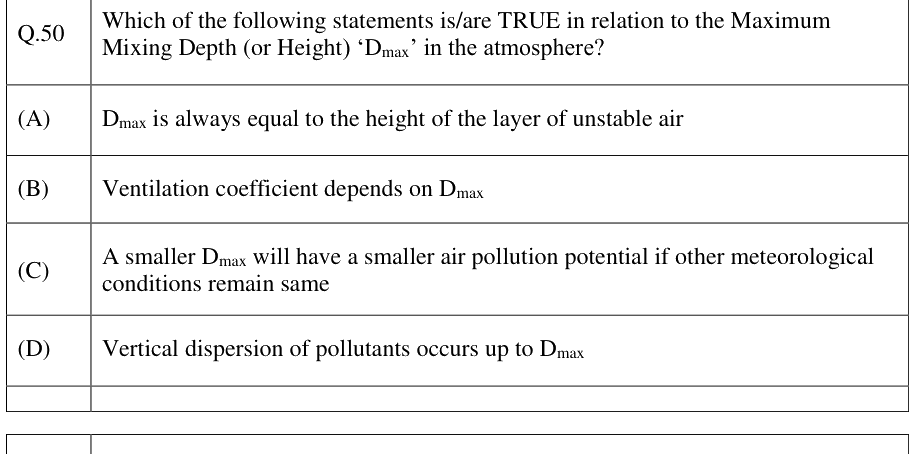 Q.50
Which of the following statements is/are TRUE in relation to the Maximum
Mixing Depth (or Height) ‘Dmax’ in the atmosphere?
(A)
Dmax is always equal to the height of the layer of unstable air
(B)
Ventilation coefficient depends on Dmax
(C)
A smaller Dmax will have a smaller air pollution potential if other meteorological
conditions remain same
(D)
Vertical dispersion of pollutants occurs up to Dmax